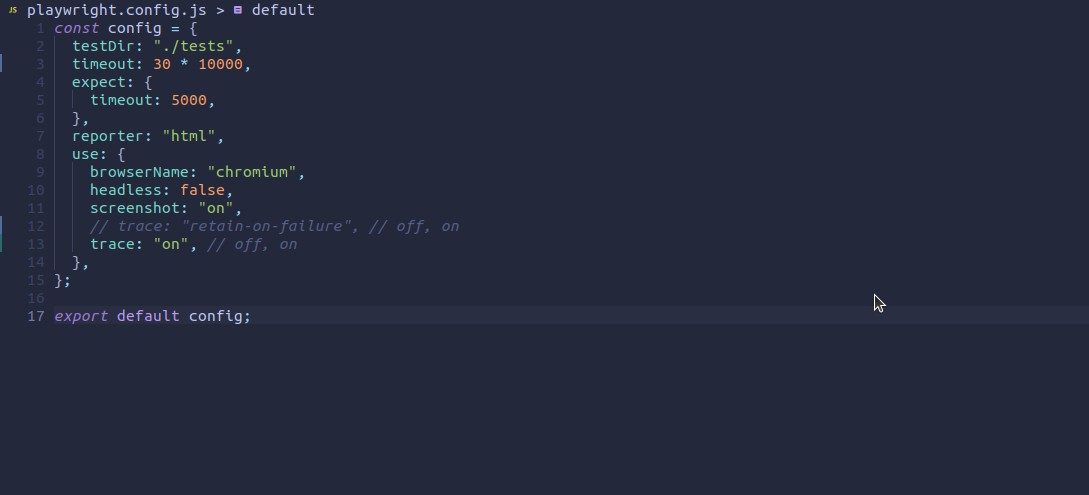 JS playwright.config.js > default
1 const config = {
2 testDir: "./tests",
3 timeout: 30 * 10000,
4 expect: {
5 timeout: 5000,
6 },
7 reporter: "html",
8 use: {
9 browserName: "chromium",
10 headless: false,
11 screenshot: "on",
12 // trace: "retain-on-failure", // off, on
13 trace: "on", // off, on
14 },
15 };
16
17 export default config;